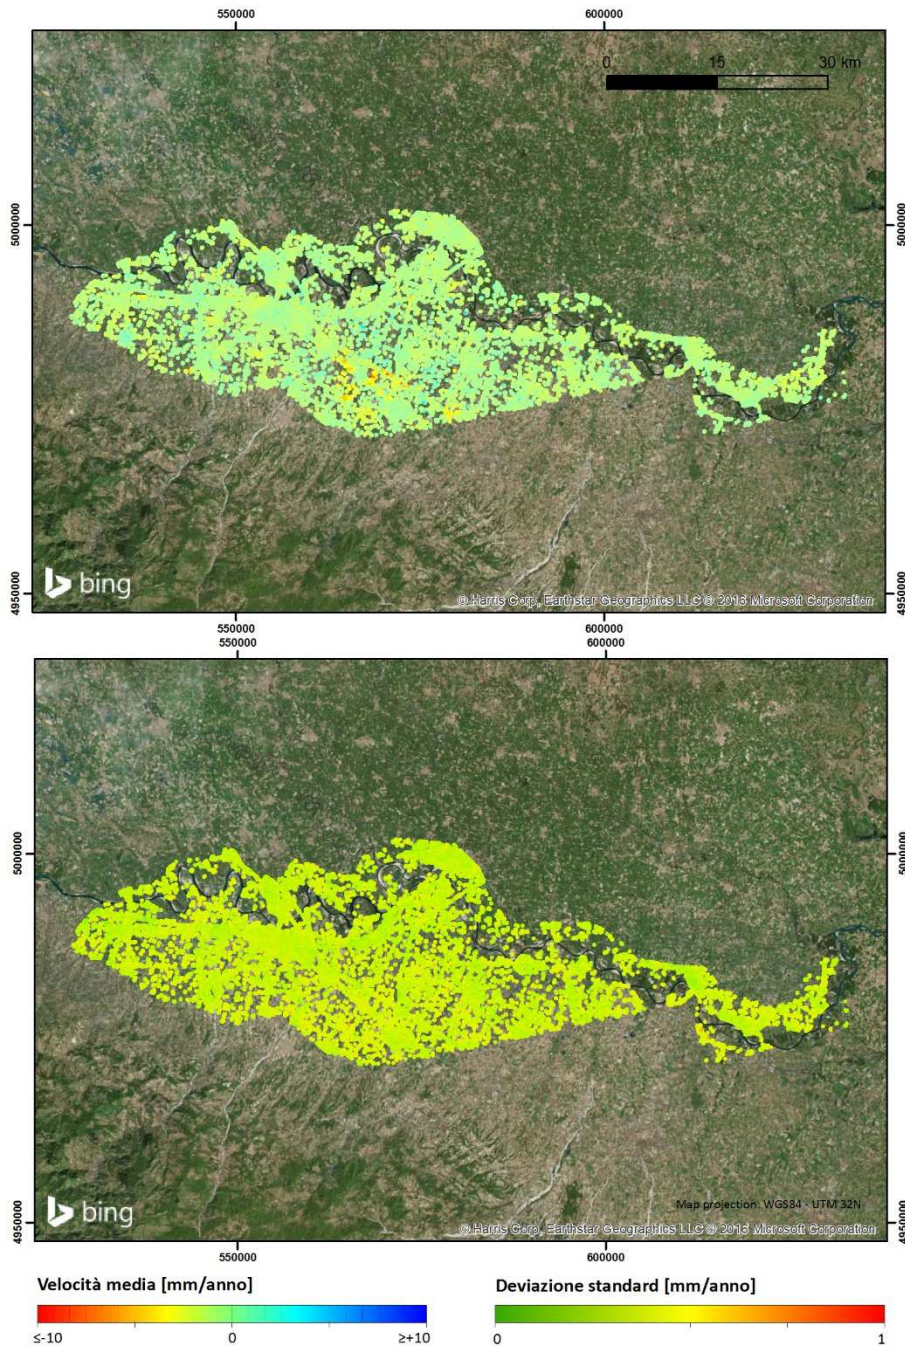 550000 600000
0 15 30 km
5000000 5000000
4950000 4950000
bing
© Harris Corp, Earthstar Geographics LLC © 2016 Microsoft Corporation
550000 600000
550000 600000
5000000 5000000
Map projection: WGS84 - UTM 32N
4950000 4950000
bing
© Harris Corp, Earthstar Geographics LLC © 2016 Microsoft Corporation
550000 600000
Velocità media [mm/anno] Deviazione standard [mm/anno]
≤-10 0 ≥+10 0 1